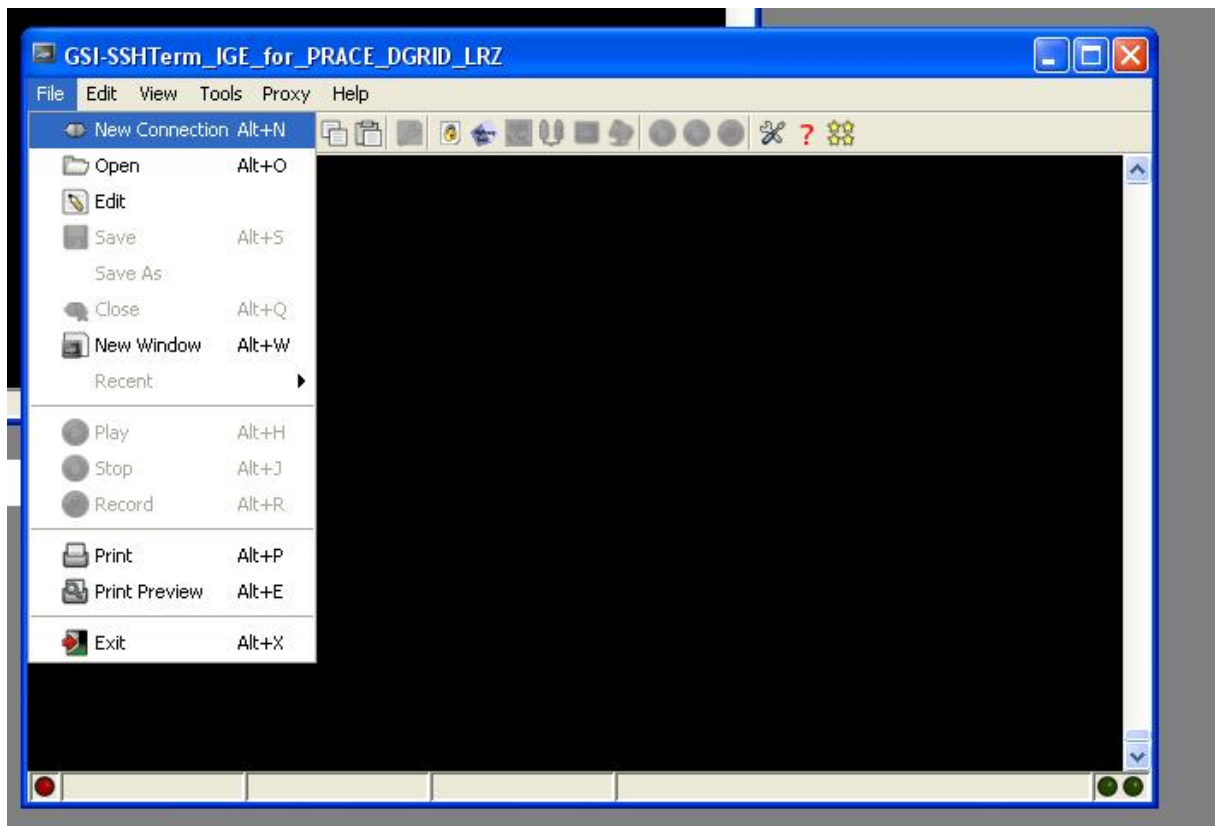 GSI-SSHTerm_IGE_for_PRACE_DGRID_LRZ
File Edit View Tools Proxy Help
New Connection Alt+N
Open Alt+O
Edit
Save Alt+S
Save As
Close Alt+Q
New Window Alt+W
Recent
Play Alt+H
Stop Alt+J
Record Alt+R
Print Alt+P
Print Preview Alt+E
Exit Alt+X